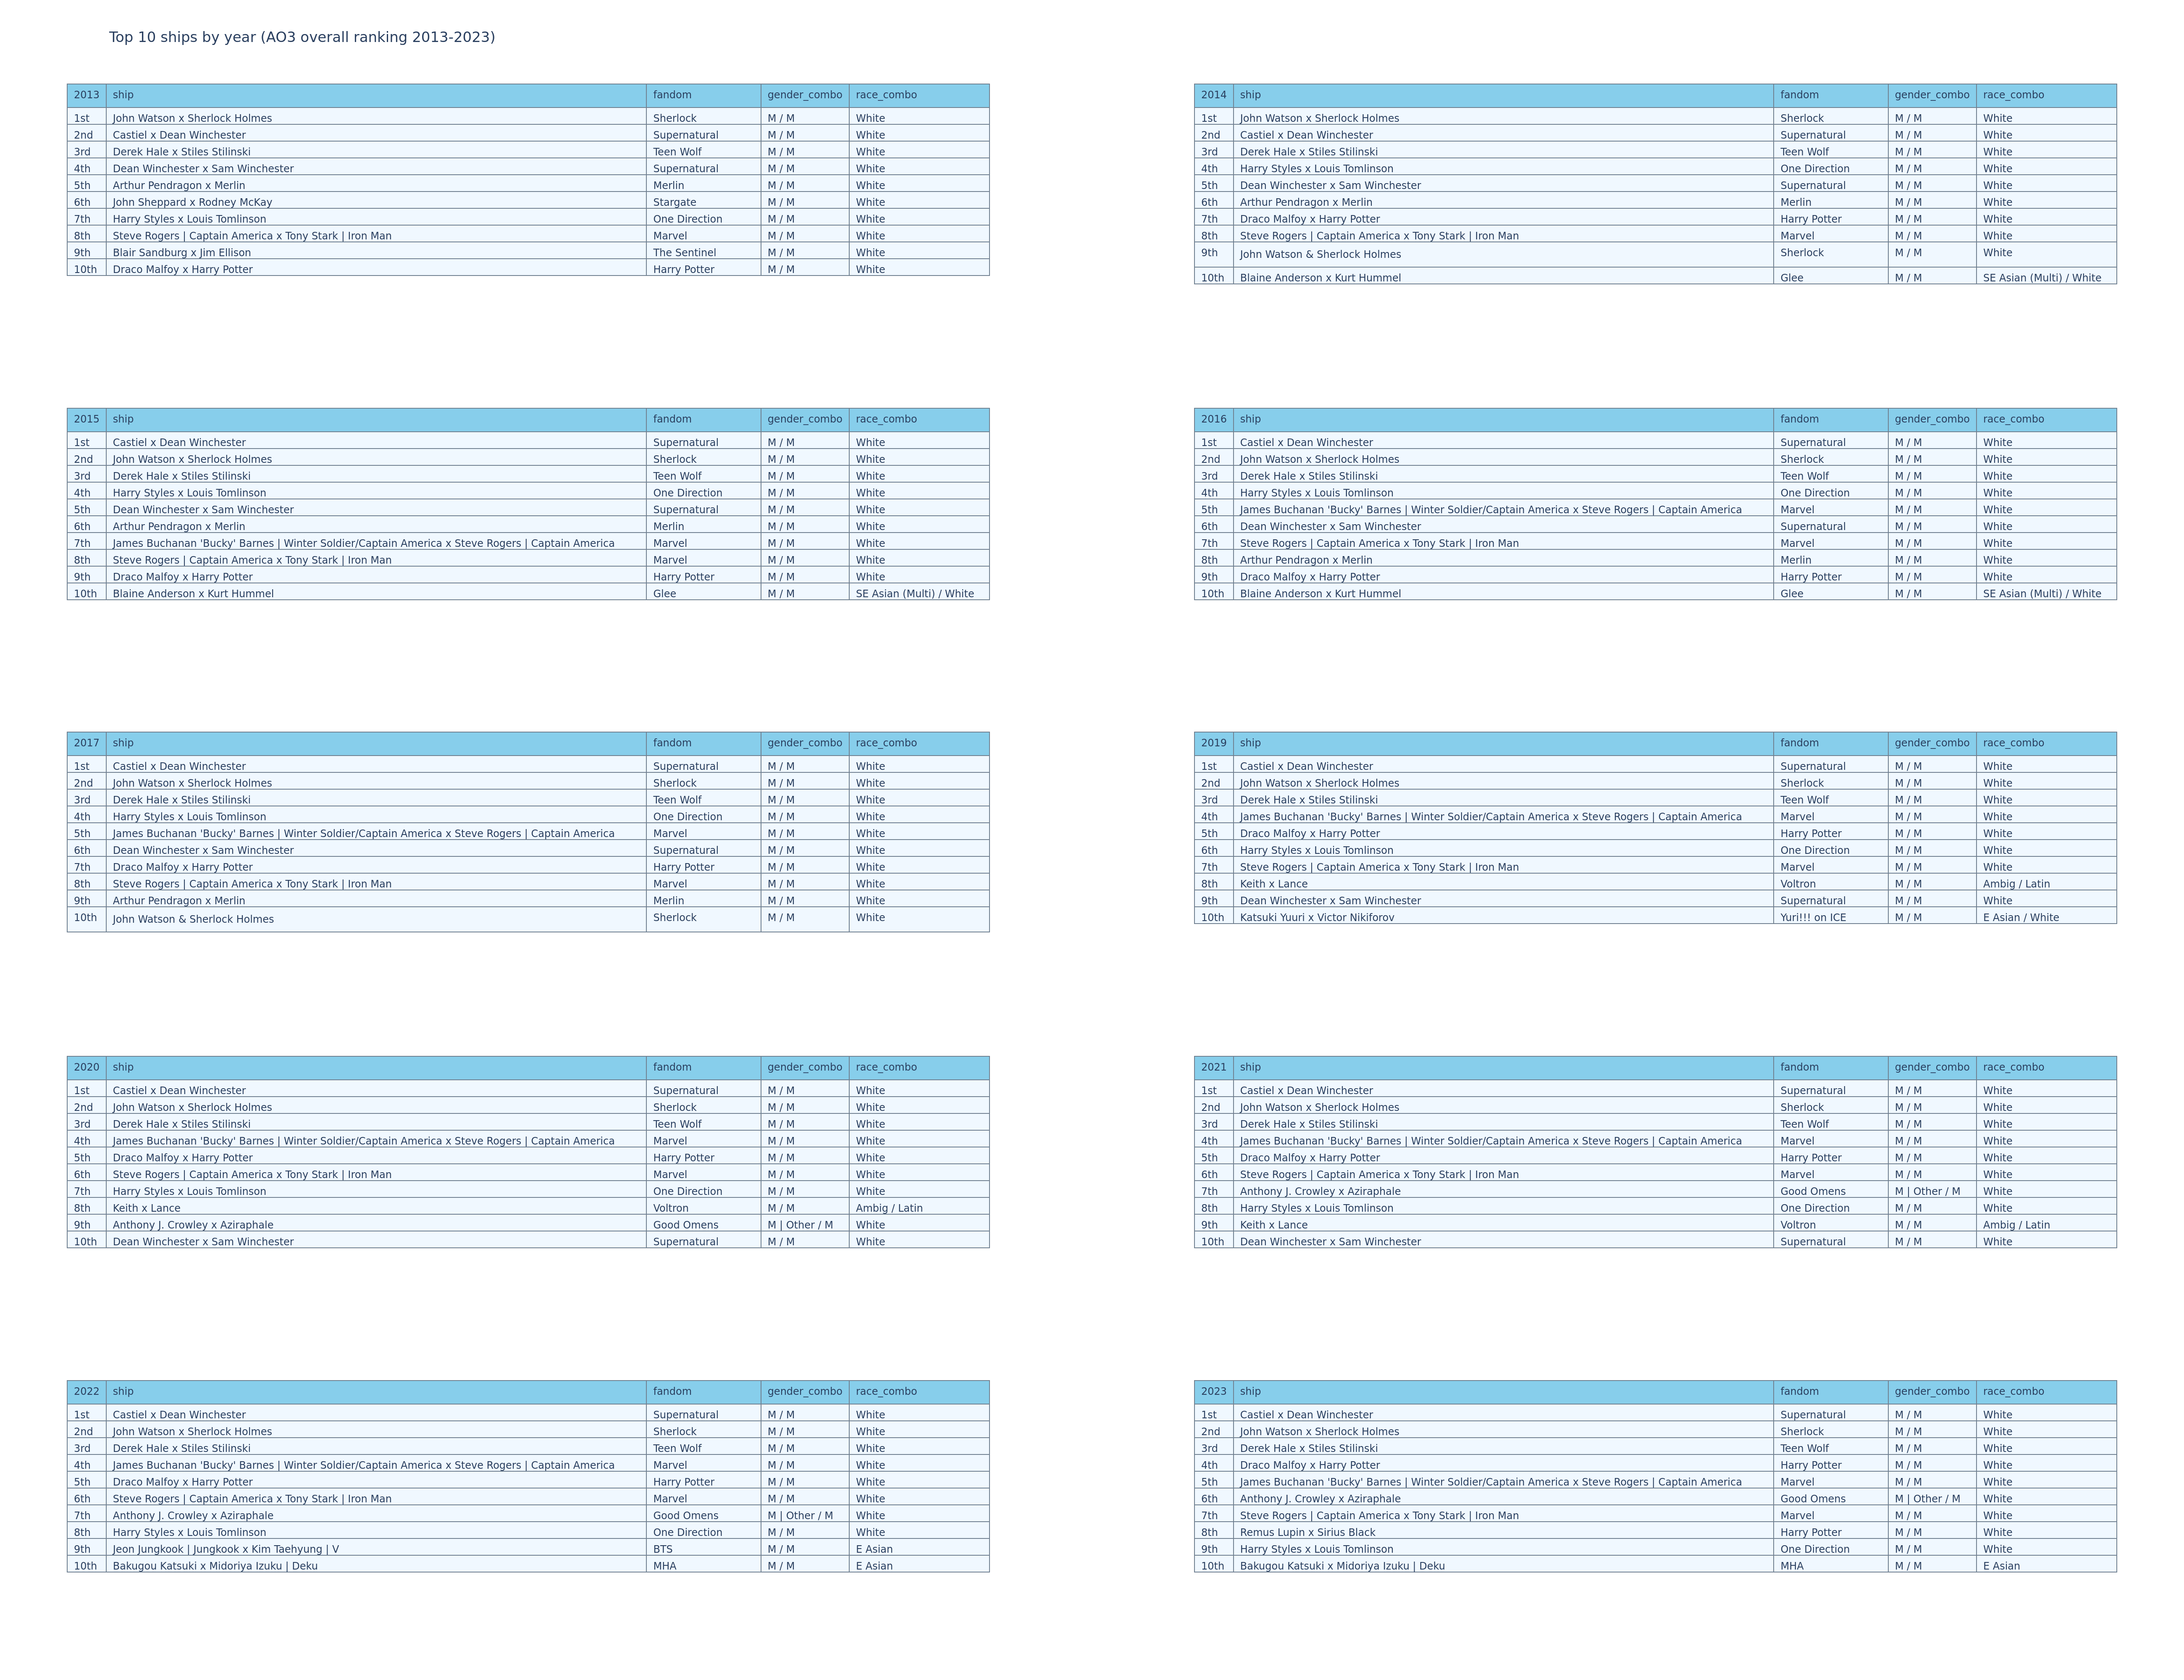 Top 10 ships by year (AO3 overall ranking 2013-2023)
2013 ship fandom gender_combo race_combo
1st John Watson x Sherlock Holmes Sherlock M / M White
2nd Castiel x Dean Winchester Supernatural M / M White
3rd Derek Hale x Stiles Stilinski Teen Wolf M / M White
4th Dean Winchester x Sam Winchester Supernatural M / M White
5th Arthur Pendragon x Merlin Merlin M / M White
6th John Sheppard x Rodney McKay Stargate M / M White
7th Harry Styles x Louis Tomlinson One Direction M / M White
8th Steve Rogers | Captain America x Tony Stark | Iron Man Marvel M / M White
9th Blair Sandburg x Jim Ellison The Sentinel M / M White
10th Draco Malfoy x Harry Potter Harry Potter M / M White
2014 ship fandom gender_combo race_combo
1st John Watson x Sherlock Holmes Sherlock M / M White
2nd Castiel x Dean Winchester Supernatural M / M White
3rd Derek Hale x Stiles Stilinski Teen Wolf M / M White
4th Harry Styles x Louis Tomlinson One Direction M / M White
5th Dean Winchester x Sam Winchester Supernatural M / M White
6th Arthur Pendragon x Merlin Merlin M / M White
7th Draco Malfoy x Harry Potter Harry Potter M / M White
8th Steve Rogers | Captain America x Tony Stark | Iron Man Marvel M / M White
9th John Watson & Sherlock Holmes Sherlock M / M White
10th Blaine Anderson x Kurt Hummel Glee M / M SE Asian (Multi) / White
2015 ship fandom gender_combo race_combo
1st Castiel x Dean Winchester Supernatural M / M White
2nd John Watson x Sherlock Holmes Sherlock M / M White
3rd Derek Hale x Stiles Stilinski Teen Wolf M / M White
4th Harry Styles x Louis Tomlinson One Direction M / M White
5th Dean Winchester x Sam Winchester Supernatural M / M White
6th Arthur Pendragon x Merlin Merlin M / M White
7th James Buchanan 'Bucky' Barnes | Winter Soldier/Captain America x Steve Rogers | Captain America Marvel M / M White
8th Steve Rogers | Captain America x Tony Stark | Iron Man Marvel M / M White
9th Draco Malfoy x Harry Potter Harry Potter M / M White
10th Blaine Anderson x Kurt Hummel Glee M / M SE Asian (Multi) / White
2016 ship fandom gender_combo race_combo
1st Castiel x Dean Winchester Supernatural M / M White
2nd John Watson x Sherlock Holmes Sherlock M / M White
3rd Derek Hale x Stiles Stilinski Teen Wolf M / M White
4th Harry Styles x Louis Tomlinson One Direction M / M White
5th James Buchanan 'Bucky' Barnes | Winter Soldier/Captain America x Steve Rogers | Captain America Marvel M / M White
6th Dean Winchester x Sam Winchester Supernatural M / M White
7th Steve Rogers | Captain America x Tony Stark | Iron Man Marvel M / M White
8th Arthur Pendragon x Merlin Merlin M / M White
9th Draco Malfoy x Harry Potter Harry Potter M / M White
10th Blaine Anderson x Kurt Hummel Glee M / M SE Asian (Multi) / White
2017 ship fandom gender_combo race_combo
1st Castiel x Dean Winchester Supernatural M / M White
2nd John Watson x Sherlock Holmes Sherlock M / M White
3rd Derek Hale x Stiles Stilinski Teen Wolf M / M White
4th Harry Styles x Louis Tomlinson One Direction M / M White
5th James Buchanan 'Bucky' Barnes | Winter Soldier/Captain America x Steve Rogers | Captain America Marvel M / M White
6th Dean Winchester x Sam Winchester Supernatural M / M White
7th Draco Malfoy x Harry Potter Harry Potter M / M White
8th Steve Rogers | Captain America x Tony Stark | Iron Man Marvel M / M White
9th Arthur Pendragon x Merlin Merlin M / M White
10th John Watson & Sherlock Holmes Sherlock M / M White
2019 ship fandom gender_combo race_combo
1st Castiel x Dean Winchester Supernatural M / M White
2nd John Watson x Sherlock Holmes Sherlock M / M White
3rd Derek Hale x Stiles Stilinski Teen Wolf M / M White
4th James Buchanan 'Bucky' Barnes | Winter Soldier/Captain America x Steve Rogers | Captain America Marvel M / M White
5th Draco Malfoy x Harry Potter Harry Potter M / M White
6th Harry Styles x Louis Tomlinson One Direction M / M White
7th Steve Rogers | Captain America x Tony Stark | Iron Man Marvel M / M White
8th Keith x Lance Voltron M / M Ambig / Latin
9th Dean Winchester x Sam Winchester Supernatural M / M White
10th Katsuki Yuuri x Victor Nikiforov Yuri!!! on ICE M / M E Asian / White
2020 ship fandom gender_combo race_combo
1st Castiel x Dean Winchester Supernatural M / M White
2nd John Watson x Sherlock Holmes Sherlock M / M White
3rd Derek Hale x Stiles Stilinski Teen Wolf M / M White
4th James Buchanan 'Bucky' Barnes | Winter Soldier/Captain America x Steve Rogers | Captain America Marvel M / M White
5th Draco Malfoy x Harry Potter Harry Potter M / M White
6th Steve Rogers | Captain America x Tony Stark | Iron Man Marvel M / M White
7th Harry Styles x Louis Tomlinson One Direction M / M White
8th Keith x Lance Voltron M / M Ambig / Latin
9th Anthony J. Crowley x Aziraphale Good Omens M | Other / M White
10th Dean Winchester x Sam Winchester Supernatural M / M White
2021 ship fandom gender_combo race_combo
1st Castiel x Dean Winchester Supernatural M / M White
2nd John Watson x Sherlock Holmes Sherlock M / M White
3rd Derek Hale x Stiles Stilinski Teen Wolf M / M White
4th James Buchanan 'Bucky' Barnes | Winter Soldier/Captain America x Steve Rogers | Captain America Marvel M / M White
5th Draco Malfoy x Harry Potter Harry Potter M / M White
6th Steve Rogers | Captain America x Tony Stark | Iron Man Marvel M / M White
7th Anthony J. Crowley x Aziraphale Good Omens M | Other / M White
8th Harry Styles x Louis Tomlinson One Direction M / M White
9th Keith x Lance Voltron M / M Ambig / Latin
10th Dean Winchester x Sam Winchester Supernatural M / M White
2022 ship fandom gender_combo race_combo
1st Castiel x Dean Winchester Supernatural M / M White
2nd John Watson x Sherlock Holmes Sherlock M / M White
3rd Derek Hale x Stiles Stilinski Teen Wolf M / M White
4th James Buchanan 'Bucky' Barnes | Winter Soldier/Captain America x Steve Rogers | Captain America Marvel M / M White
5th Draco Malfoy x Harry Potter Harry Potter M / M White
6th Steve Rogers | Captain America x Tony Stark | Iron Man Marvel M / M White
7th Anthony J. Crowley x Aziraphale Good Omens M | Other / M White
8th Harry Styles x Louis Tomlinson One Direction M / M White
9th Jeon Jungkook | Jungkook x Kim Taehyung | V BTS M / M E Asian
10th Bakugou Katsuki x Midoriya Izuku | Deku MHA M / M E Asian
2023 ship fandom gender_combo race_combo
1st Castiel x Dean Winchester Supernatural M / M White
2nd John Watson x Sherlock Holmes Sherlock M / M White
3rd Derek Hale x Stiles Stilinski Teen Wolf M / M White
4th Draco Malfoy x Harry Potter Harry Potter M / M White
5th James Buchanan 'Bucky' Barnes | Winter Soldier/Captain America x Steve Rogers | Captain America Marvel M / M White
6th Anthony J. Crowley x Aziraphale Good Omens M | Other / M White
7th Steve Rogers | Captain America x Tony Stark | Iron Man Marvel M / M White
8th Remus Lupin x Sirius Black Harry Potter M / M White
9th Harry Styles x Louis Tomlinson One Direction M / M White
10th Bakugou Katsuki x Midoriya Izuku | Deku MHA M / M E Asian